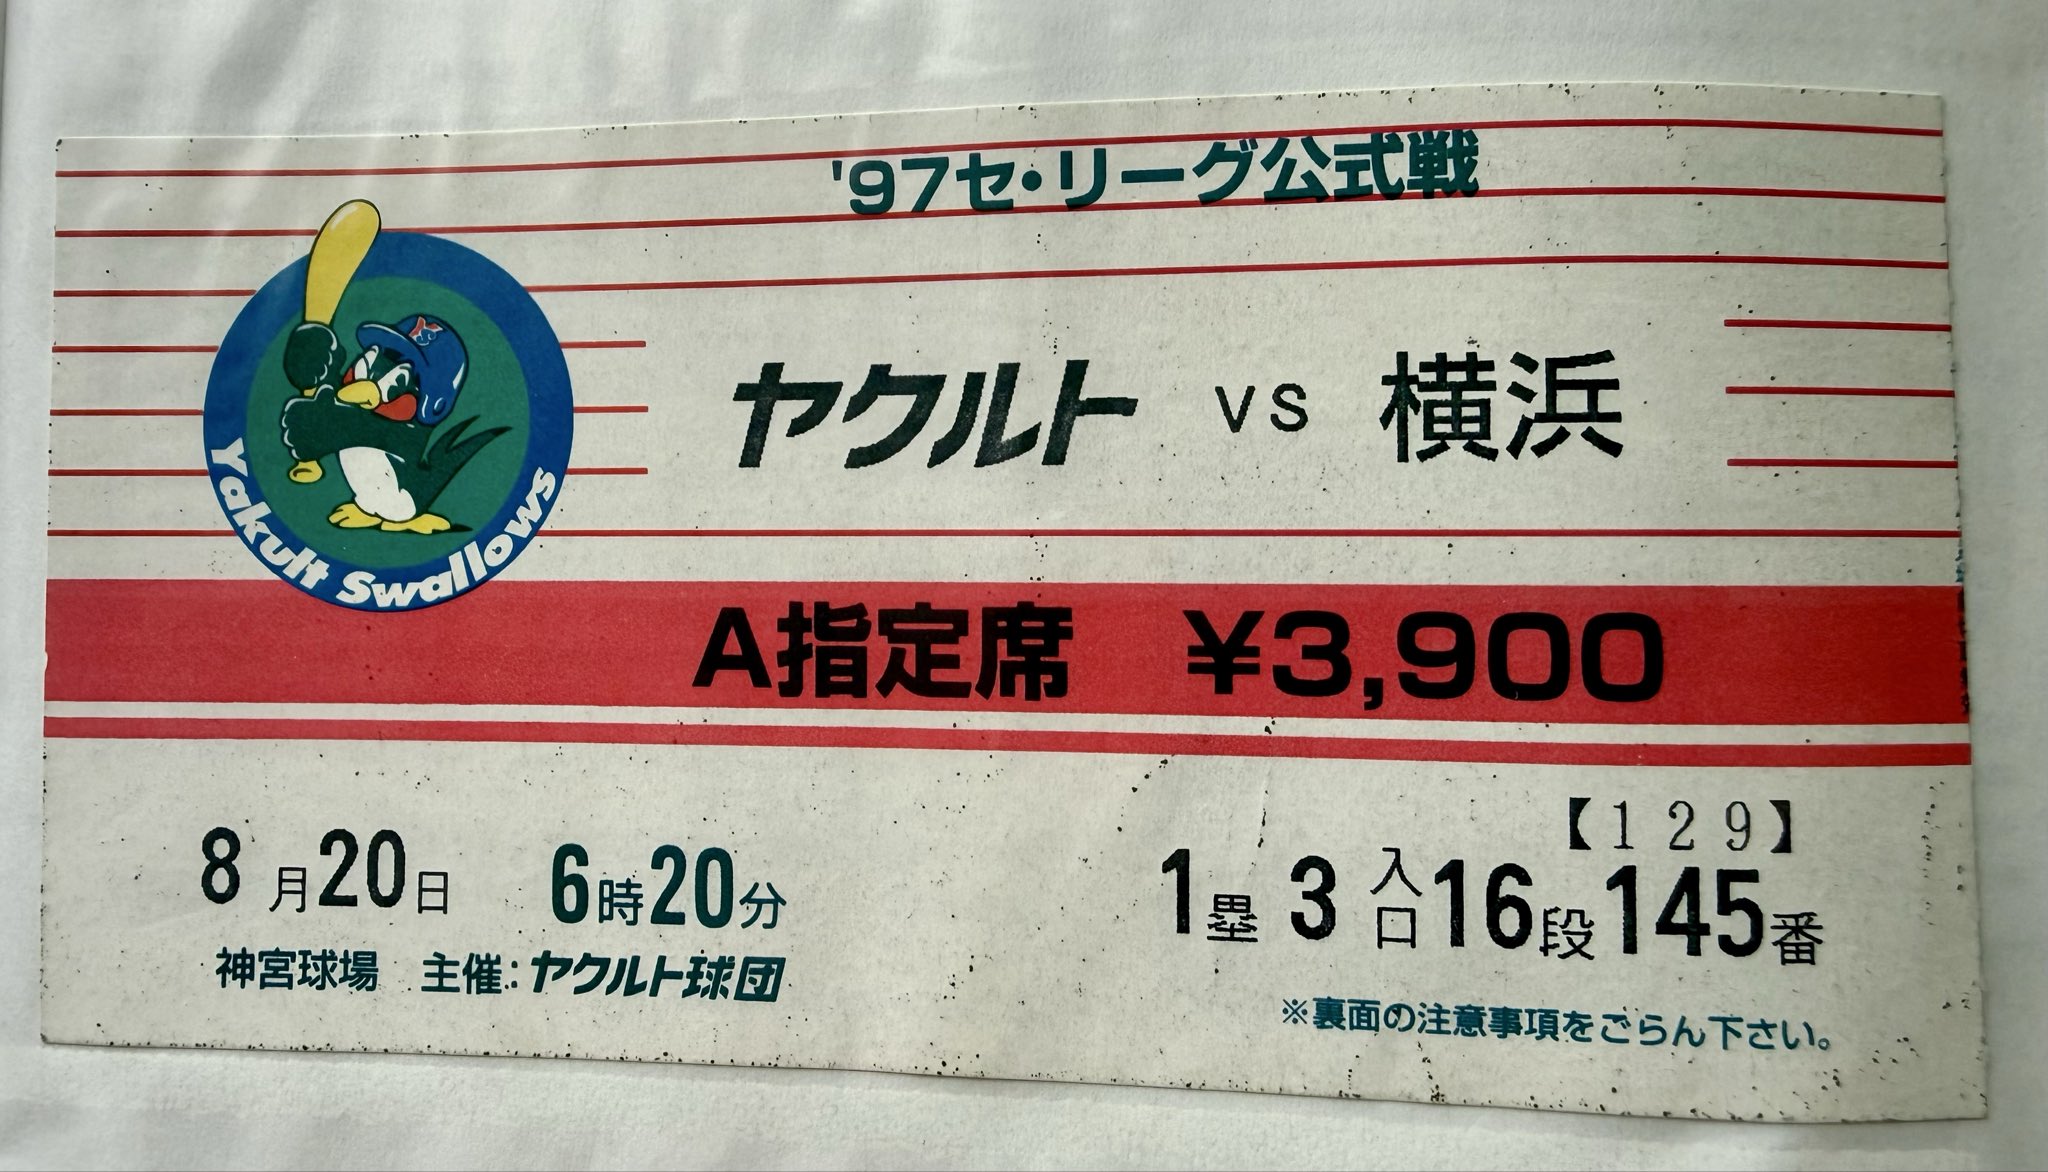 '97セ・リーグ公式戦
YS
Yakult Swallows
ヤクルト vs 横浜
A指定席 ¥3,900
【129】
8月20日 6時20分
1塁 3入口 16段 145番
神宮球場 主催:ヤクルト球団
※裏面の注意事項をごらん下さい。